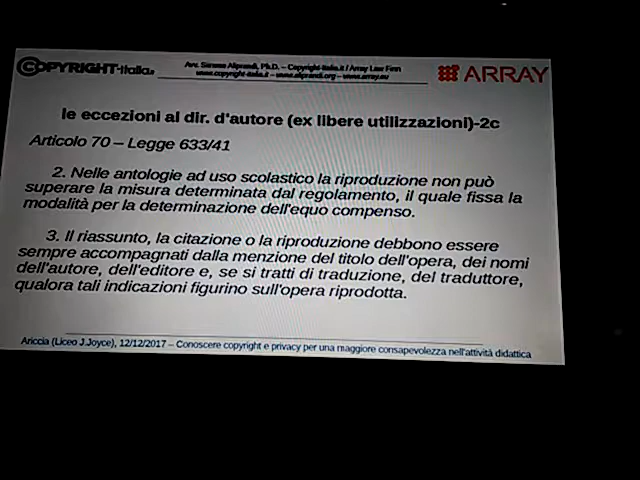 COPYRIGHT-Italia.it
Avv. Simone Aliprandi, Ph.D. – Copyright-Italia.it / Array Law Firm
www.copyright-italia.it – www.aliprandi.org – www.array.eu
ARRAY
le eccezioni al dir. d'autore (ex libere utilizzazioni)-2c
Articolo 70 – Legge 633/41
2. Nelle antologie ad uso scolastico la riproduzione non può
superare la misura determinata dal regolamento, il quale fissa la
modalità per la determinazione dell'equo compenso.
3. Il riassunto, la citazione o la riproduzione debbono essere
sempre accompagnati dalla menzione del titolo dell'opera, dei nomi
dell'autore, dell'editore e, se si tratti di traduzione, del traduttore,
qualora tali indicazioni figurino sull'opera riprodotta.
Ariccia (Liceo J.Joyce), 12/12/2017 – Conoscere copyright e privacy per una maggiore consapevolezza nell'attività didattica